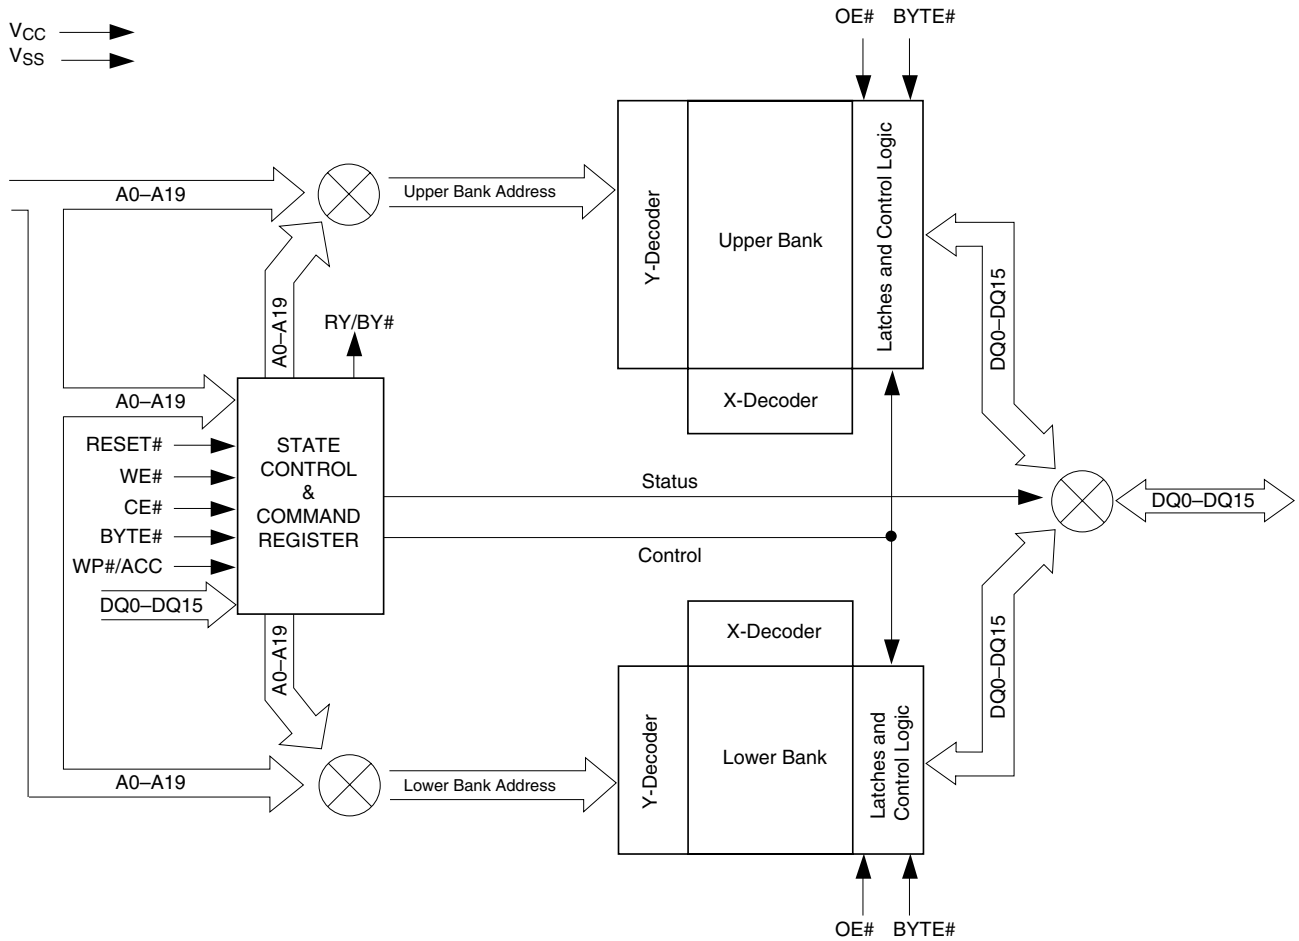 OE# BYTE#
VCC
VSS
A0–A19
Upper Bank Address
Y-Decoder
Upper Bank
Latches and Control Logic
DQ0–DQ15
A0–A19
RY/BY#
X-Decoder
A0–A19
RESET#
WE#
CE#
BYTE#
WP#/ACC
DQ0–DQ15
STATE
CONTROL
&
COMMAND
REGISTER
Status
Control
DQ0–DQ15
X-Decoder
A0–A19
DQ0–DQ15
Y-Decoder
Lower Bank
Latches and
Control Logic
A0–A19
Lower Bank Address
OE# BYTE#